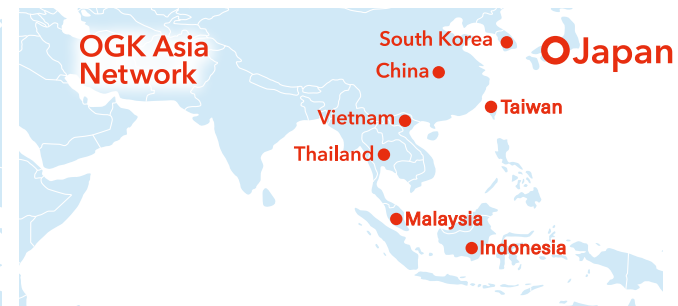 OGK Asia
Network
South Korea
Japan
China
Taiwan
Vietnam
Thailand
Malaysia
Indonesia